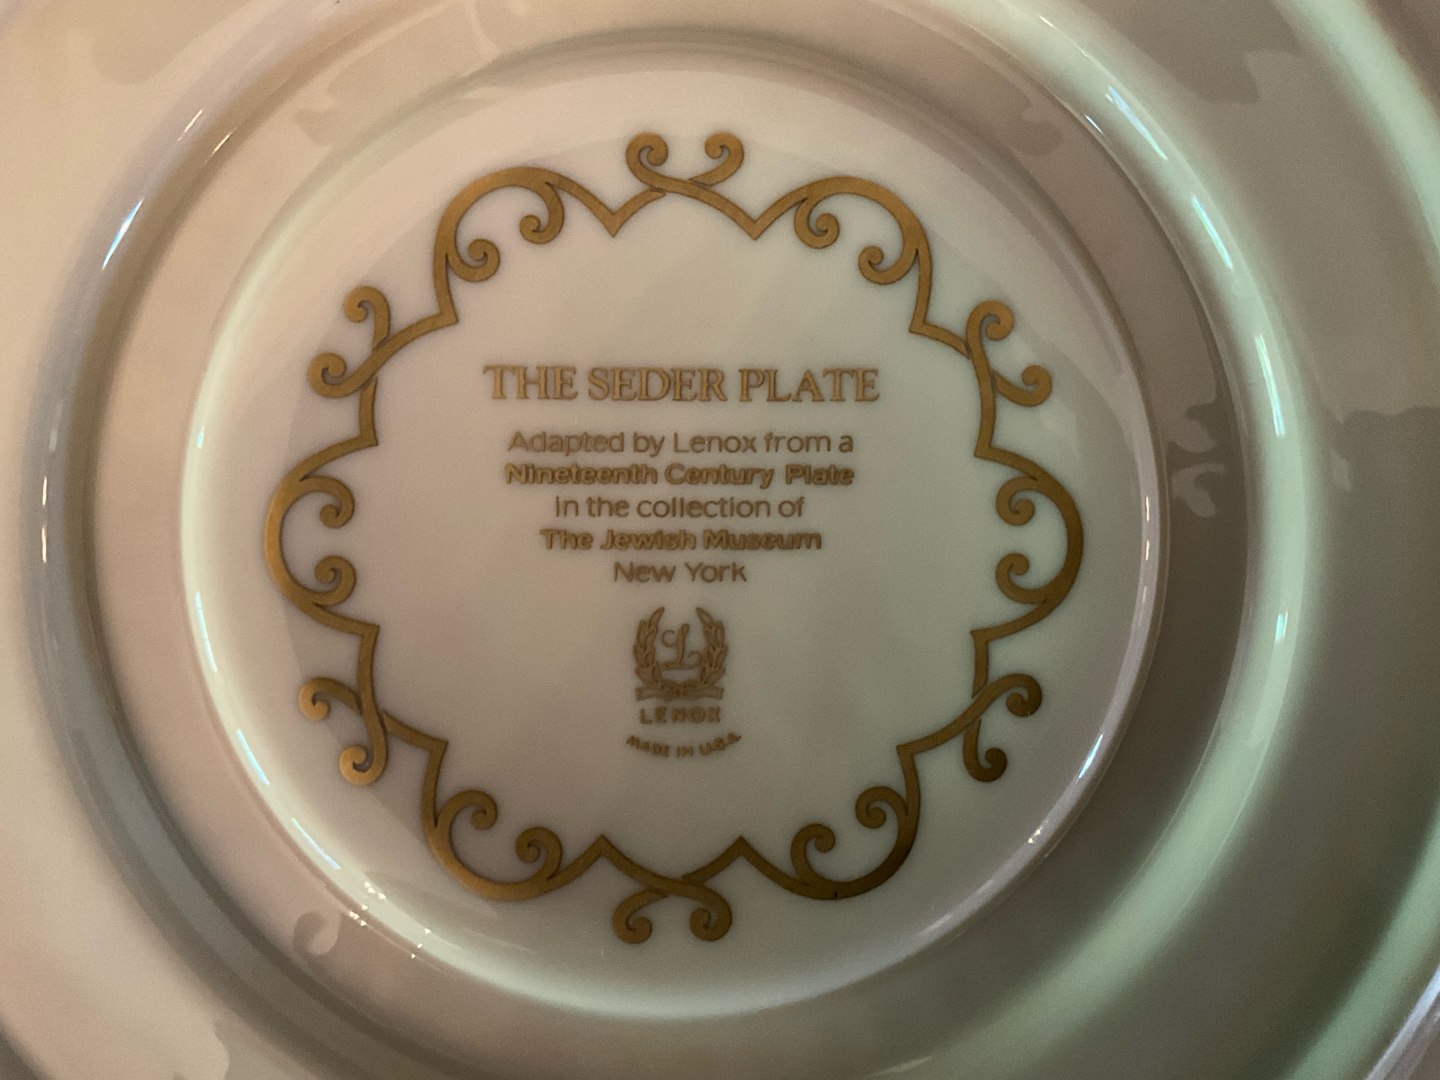 THE SEDER PLATE
Adapted by Lenox from a
Nineteenth Century Plate
in the collection of
The Jewish Museum
New York
L
LENOX
MADE IN U.S.A.